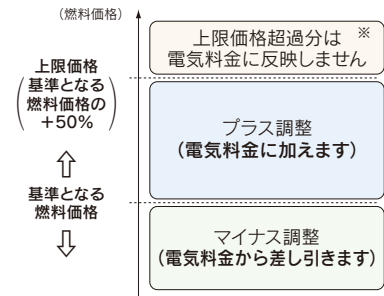 (燃料価格)
上限価格超過分は※
電気料金に反映しません
上限価格
基準となる
燃料価格の
+50%
プラス調整
(電気料金に加えます)
基準となる
燃料価格
マイナス調整
(電気料金から差し引きます)